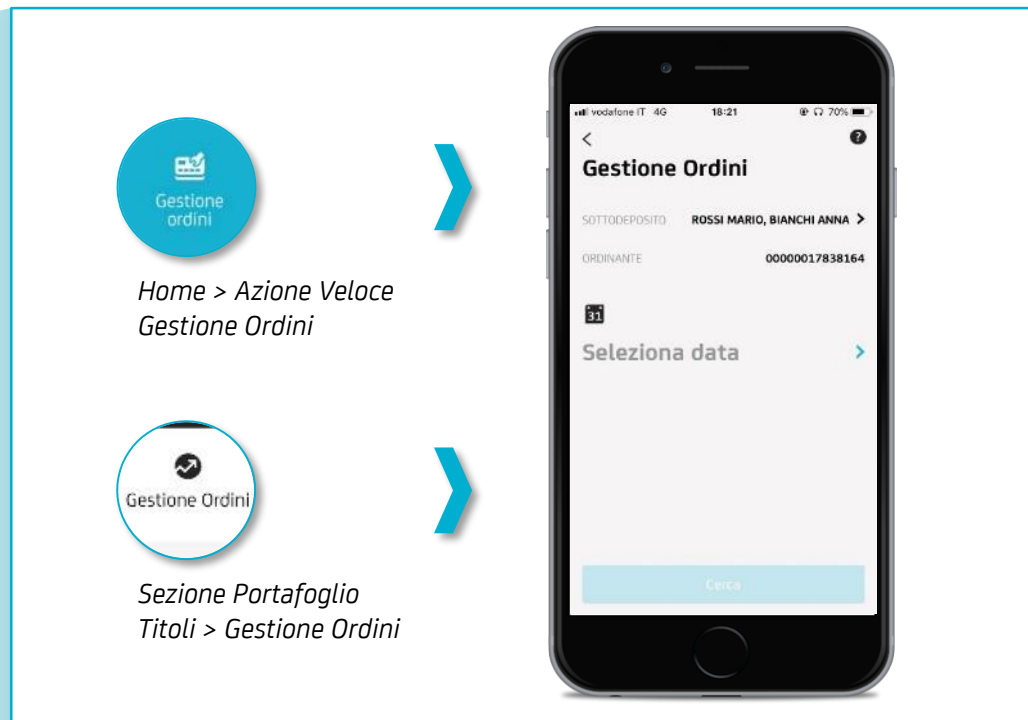 Gestione
ordini
Home > Azione Veloce
Gestione Ordini
Gestione Ordini
Sezione Portafoglio
Titoli > Gestione Ordini
vodafone IT 4G 18:21 70%
<
?
Gestione Ordini
SOTTODEPOSITO ROSSI MARIO, BIANCHI ANNA >
ORDINANTE 00000017838164
31
Seleziona data >
Cerca